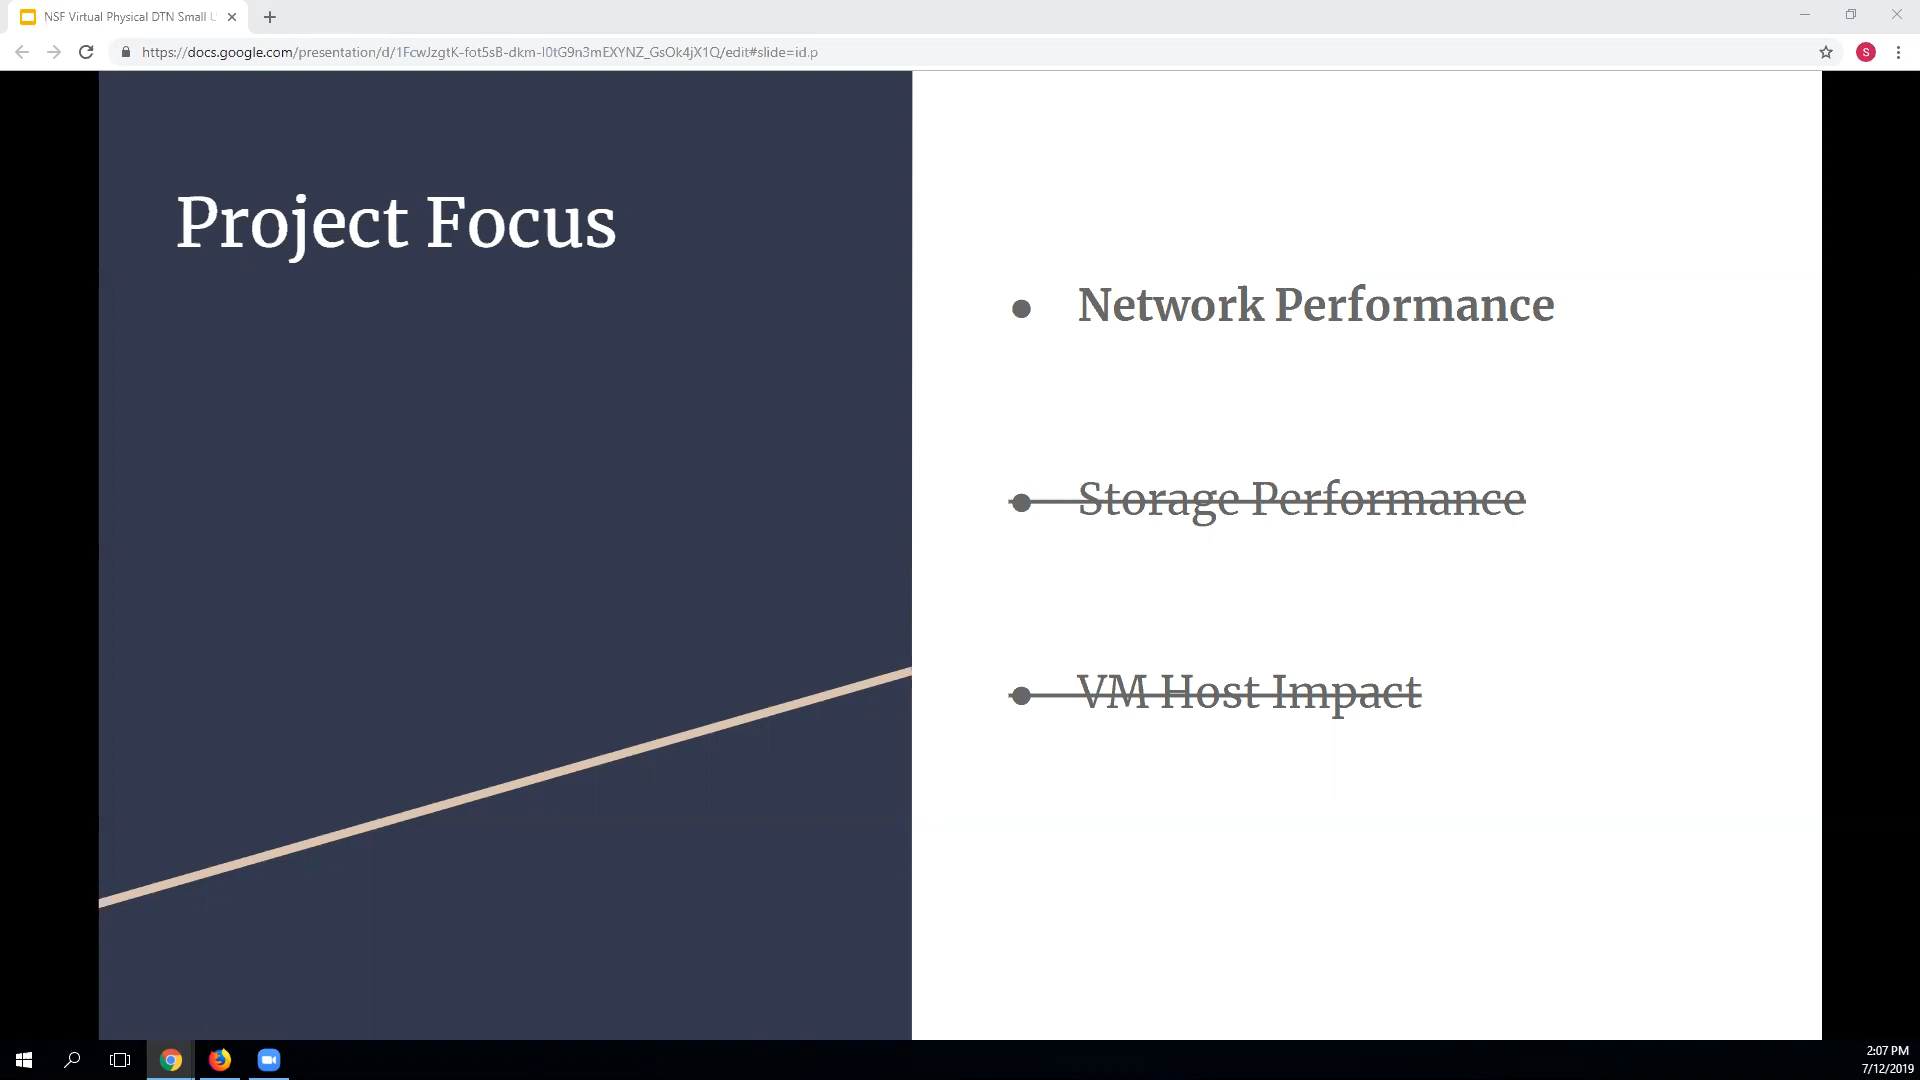 NSF Virtual Physical DTN Small
https://docs.google.com/presentation/d/1FcwJzgtK-fot5sB-dkm-I0tG9n3mEXYNZ_GsOk4jX1Q/edit#slide=id.p
S
Project Focus
● Network Performance
● Storage Performance
● VM Host Impact
2:07 PM
7/12/2019